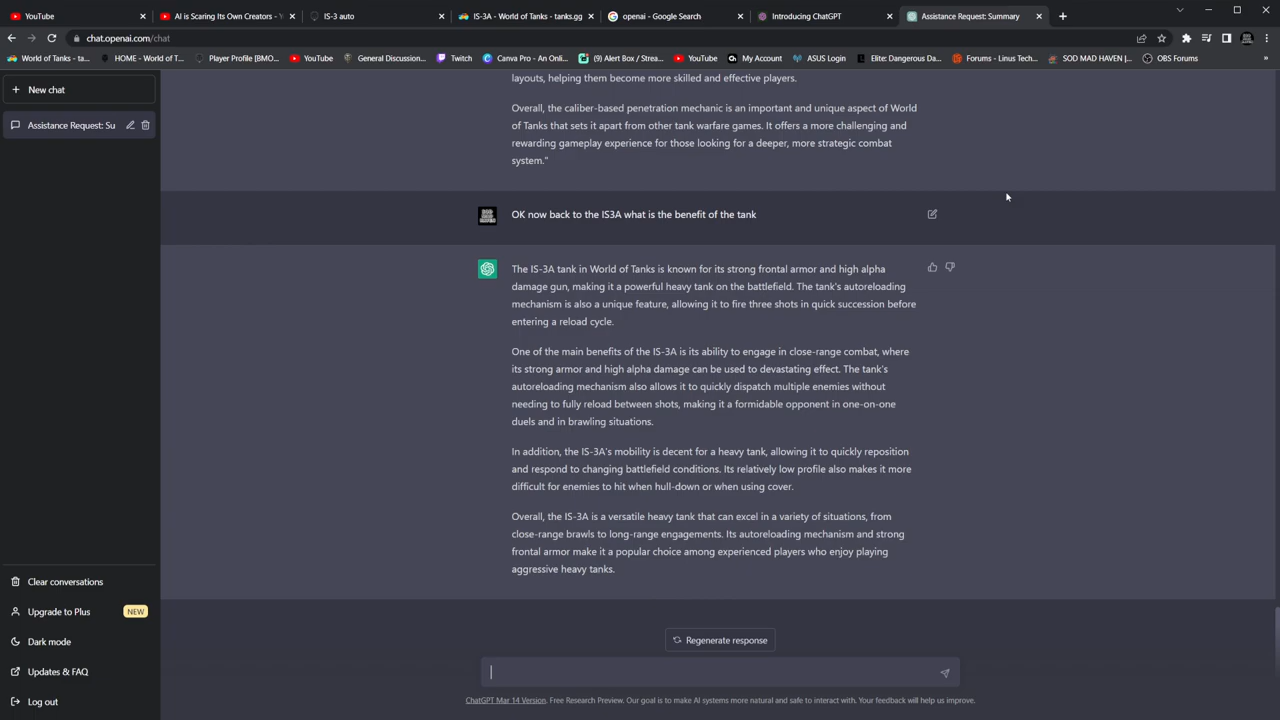 YouTube
AI is Scaring Its Own Creators -
IS-3 auto
IS-3A - World of Tanks - tanks.gg
openai - Google Search
Introducing ChatGPT
Assistance Request: Summary
chat.openai.com/chat
World of Tanks - ta...
HOME - World of T...
Player Profile [BMO...
YouTube
General Discussion...
Twitch
Canva Pro - An Onli...
(9) Alert Box / Strea...
YouTube
My Account
ASUS Login
Elite: Dangerous Da...
Forums - Linus Tech...
SOD MAD HAVEN |...
OBS Forums
New chat
Assistance Request: Su
layouts, helping them become more skilled and effective players.
Overall, the caliber-based penetration mechanic is an important and unique aspect of World
of Tanks that sets it apart from other tank warfare games. It offers a more challenging and
rewarding gameplay experience for those looking for a deeper, more strategic combat
system."
OK now back to the IS3A what is the benefit of the tank
The IS-3A tank in World of Tanks is known for its strong frontal armor and high alpha
damage gun, making it a powerful heavy tank on the battlefield. The tank's autoreloading
mechanism is also a unique feature, allowing it to fire three shots in quick succession before
entering a reload cycle.
One of the main benefits of the IS-3A is its ability to engage in close-range combat, where
its strong armor and high alpha damage can be used to devastating effect. The tank's
autoreloading mechanism also allows it to quickly dispatch multiple enemies without
needing to fully reload between shots, making it a formidable opponent in one-on-one
duels and in brawling situations.
In addition, the IS-3A's mobility is decent for a heavy tank, allowing it to quickly reposition
and respond to changing battlefield conditions. Its relatively low profile also makes it more
difficult for enemies to hit when hull-down or when using cover.
Overall, the IS-3A is a versatile heavy tank that can excel in a variety of situations, from
close-range brawls to long-range engagements. Its autoreloading mechanism and strong
frontal armor make it a popular choice among experienced players who enjoy playing
aggressive heavy tanks.
Clear conversations
Upgrade to Plus
NEW
Dark mode
Updates & FAQ
Log out
Regenerate response
ChatGPT Mar 14 Version. Free Research Preview. Our goal is to make AI systems more natural and safe to interact with. Your feedback will help us improve.